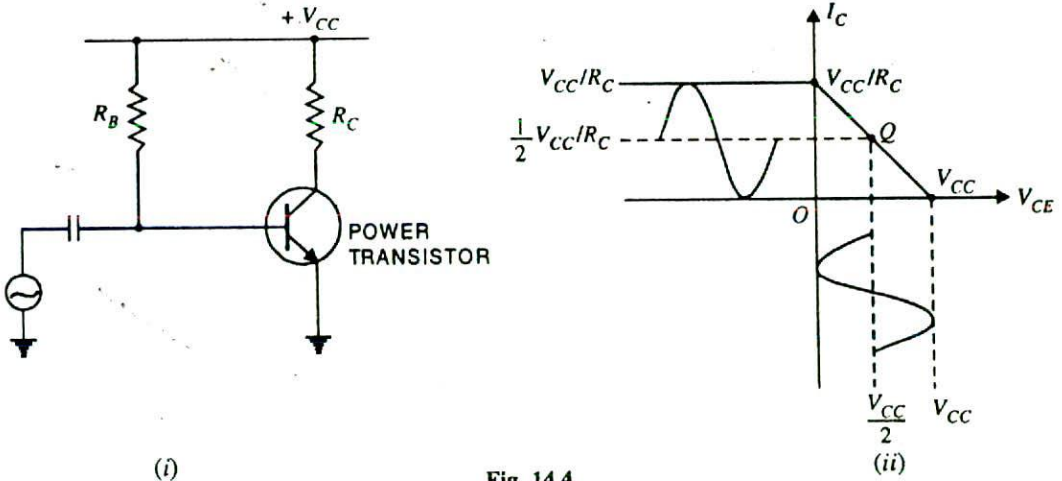 + V_CC
R_B
R_C
POWER
TRANSISTOR
(i)
I_C
V_CC/R_C
V_CC/R_C
1/2 V_CC/R_C
Q
V_CC
O
V_CE
V_CC/2
V_CC
(ii)
Fig. 14.4